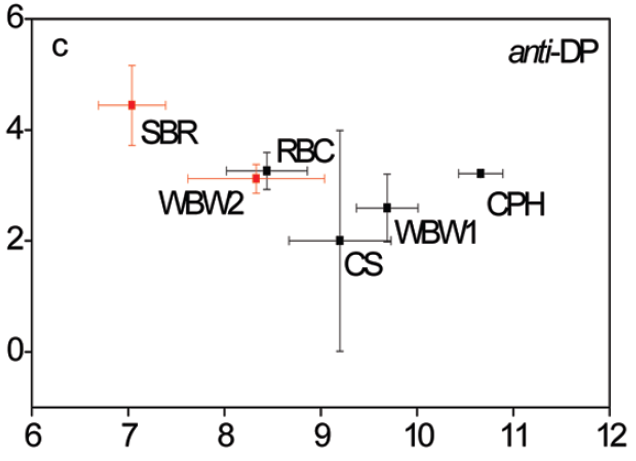 6
c
anti-DP
4
SBR
RBC
WBW2
CPH
WBW1
2
CS
0
6 7 8 9 10 11 12